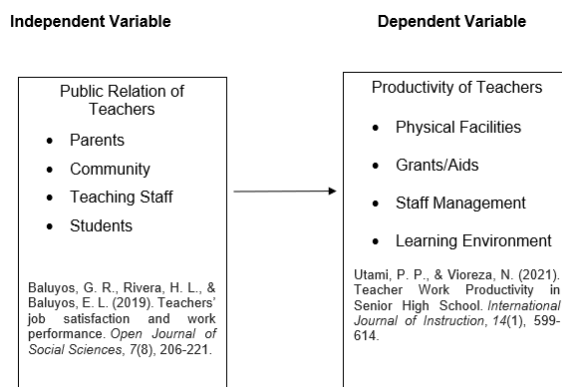 Independent Variable
Dependent Variable
Public Relation of
Teachers
• Parents
• Community
• Teaching Staff
• Students
Baluyos, G. R., Rivera, H. L., &
Baluyos, E. L. (2019). Teachers'
job satisfaction and work
performance. Open Journal of
Social Sciences, 7(8), 206-221.
Productivity of Teachers
• Physical Facilities
• Grants/Aids
• Staff Management
• Learning Environment
Utami, P. P., & Vioreza, N. (2021).
Teacher Work Productivity in
Senior High School. International
Journal of Instruction, 14(1), 599-
614.